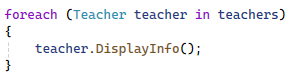 foreach (Teacher teacher in teachers)
{
    teacher.DisplayInfo();
}